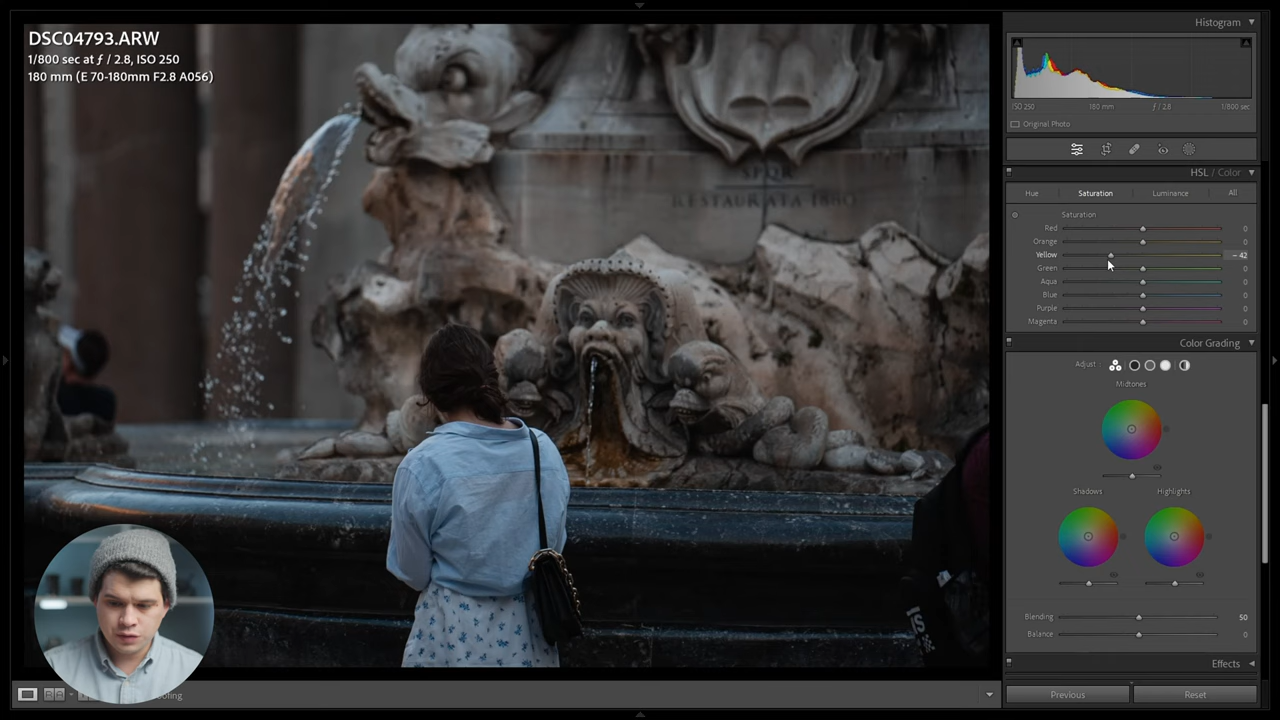 DSC04793.ARW
1/800 sec at ƒ / 2.8, ISO 250
180 mm (E 70-180mm F2.8 A056)
SPQR
RESTAURATA 1880
IS
Histogram
ISO 250 180 mm ƒ / 2.8 1/800 sec
Original Photo
HSL / Color
Hue Saturation Luminance All
Saturation
Red 0
Orange 0
Yellow – 42
Green 0
Aqua 0
Blue 0
Purple 0
Magenta 0
Color Grading
Adjust :
Midtones
Shadows Highlights
Blending 50
Balance 0
Effects
Previous Reset